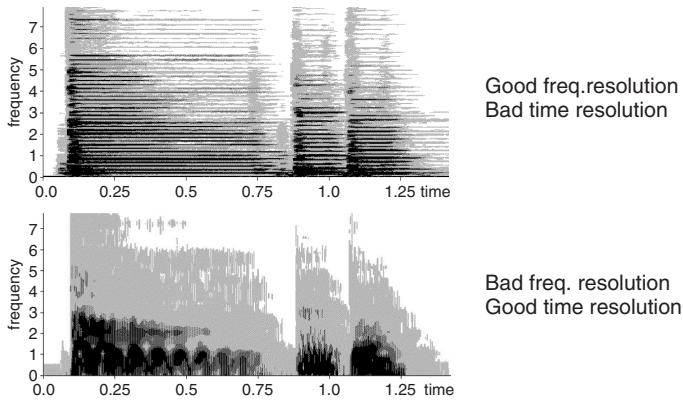 7
6
5
4
3
2
1
0
frequency
0.0 0.25 0.5 0.75 1.0 1.25 time
Good freq.resolution
Bad time resolution
7
6
5
4
3
2
1
0
frequency
0.0 0.25 0.5 0.75 1.0 1.25 time
Bad freq. resolution
Good time resolution